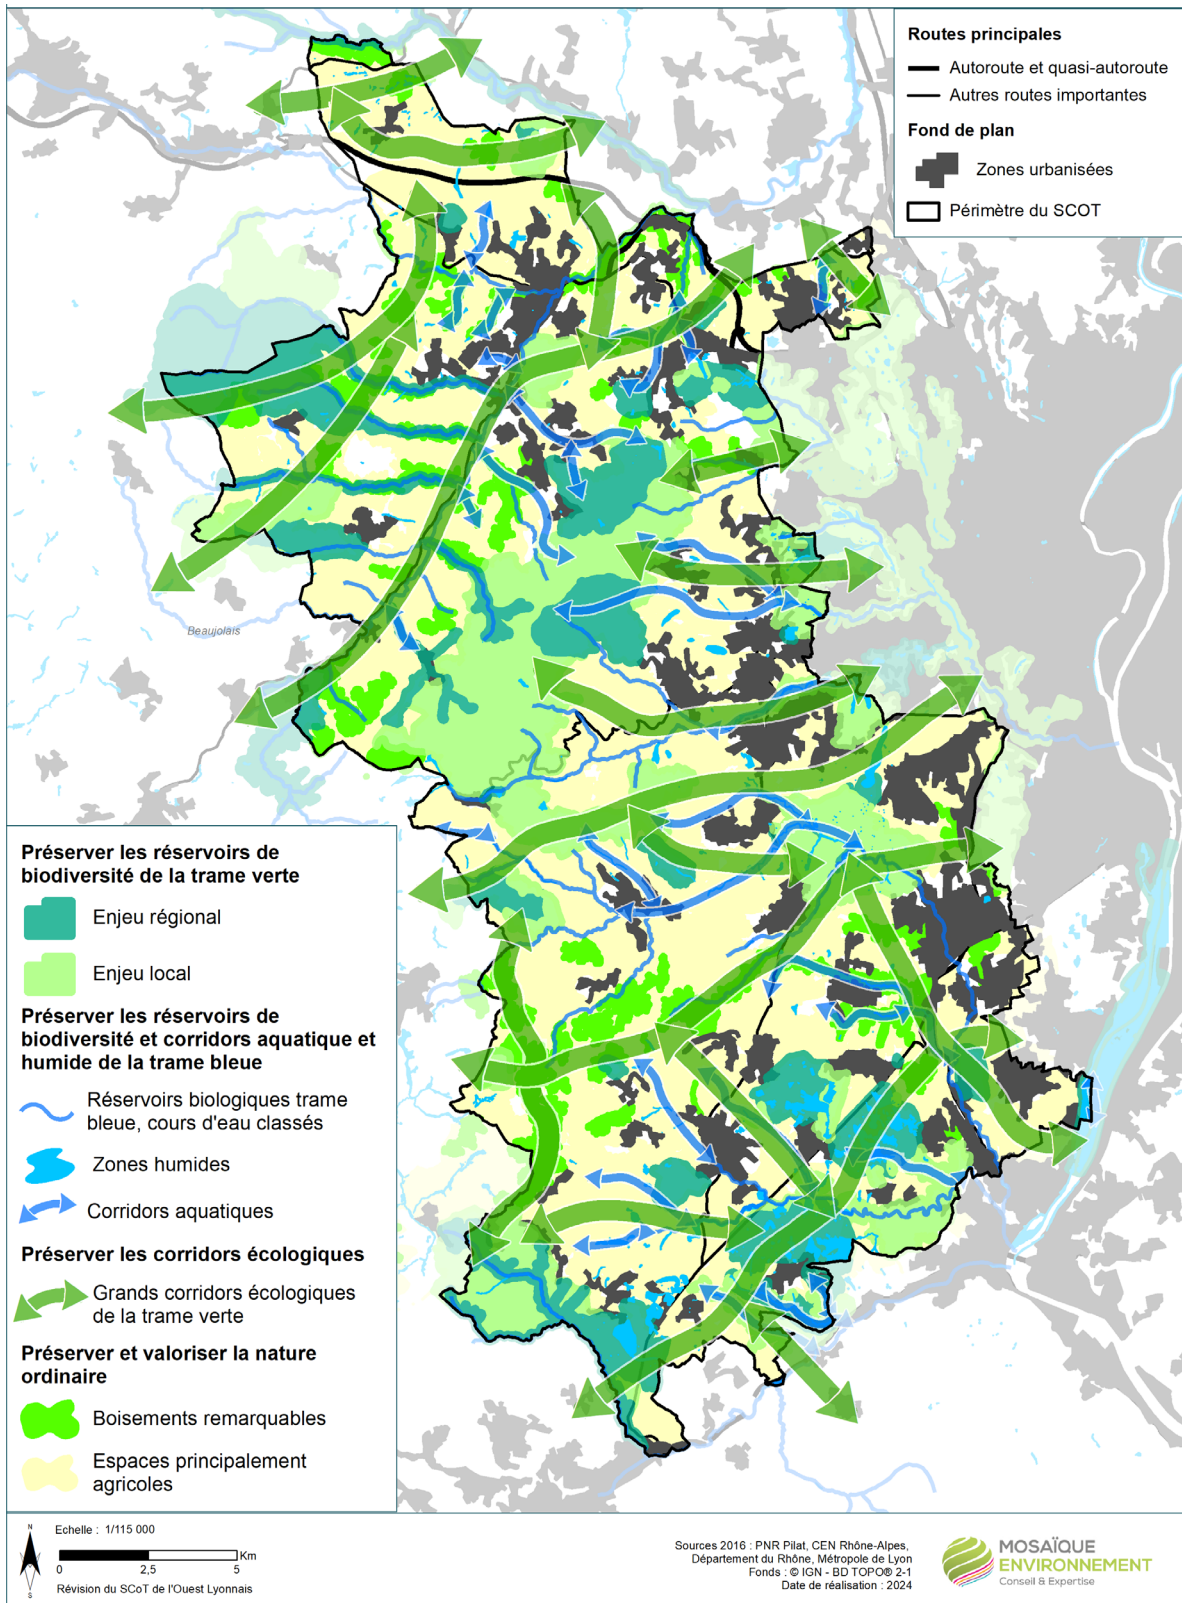 Routes principales
Autoroute et quasi-autoroute
Autres routes importantes
Fond de plan
Zones urbanisées
Périmètre du SCOT
Beaujolais
Préserver les réservoirs de
biodiversité de la trame verte
Enjeu régional
Enjeu local
Préserver les réservoirs de
biodiversité et corridors aquatique et
humide de la trame bleue
Réservoirs biologiques trame
bleue, cours d'eau classés
Zones humides
Corridors aquatiques
Préserver les corridors écologiques
Grands corridors écologiques
de la trame verte
Préserver et valoriser la nature
ordinaire
Boisements remarquables
Espaces principalement
agricoles
N
S
Echelle : 1/115 000
0 2,5 5 Km
Révision du SCoT de l'Ouest Lyonnais
Sources 2016 : PNR Pilat, CEN Rhône-Alpes,
Département du Rhône, Métropole de Lyon
Fonds : © IGN - BD TOPO® 2-1
Date de réalisation : 2024
MOSAÏQUE
ENVIRONNEMENT
Conseil & Expertise